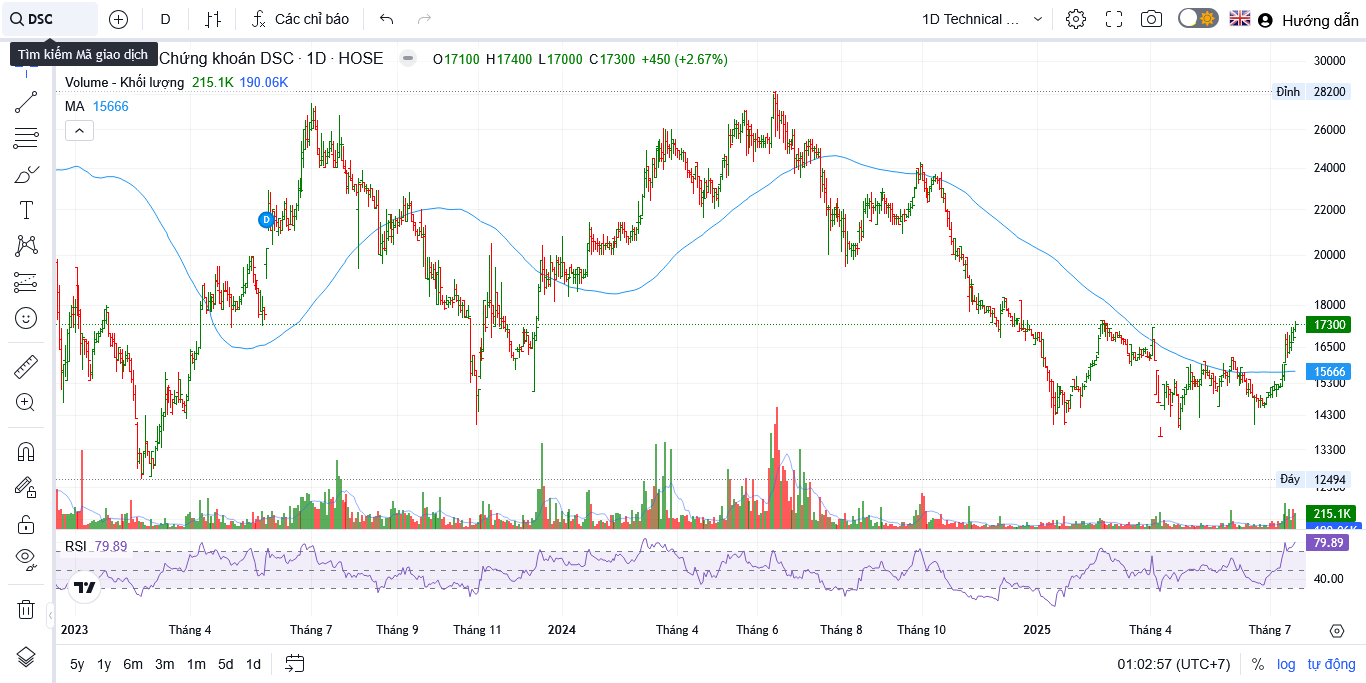 DSC
D
Các chỉ báo
1D Technical ...
Hướng dẫn
Tìm kiếm Mã giao dịch
Chứng khoán DSC · 1D · HOSE
O17100 H17400 L17000 C17300 +450 (+2.67%)
Volume - Khối lượng 215.1K 190.06K
MA 15666
30000
Đỉnh 28200
26000
24000
22000
D
20000
18000
17300
16500
15666
15300
14300
13300
Đáy 12494
215.1K
RSI 79.89
79.89
40.00
2023 Tháng 4 Tháng 7 Tháng 9 Tháng 11 2024 Tháng 4 Tháng 6 Tháng 8 Tháng 10 2025 Tháng 4 Tháng 7
5y 1y 6m 3m 1m 5d 1d
01:02:57 (UTC+7) % log tự động